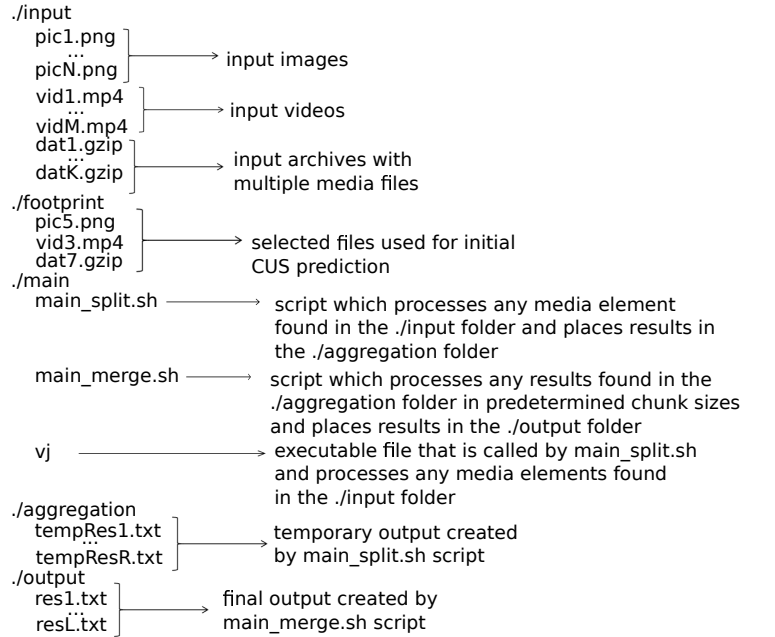 ./input
pic1.png
...
picN.png
input images
vid1.mp4
...
vidM.mp4
input videos
dat1.gzip
...
datK.gzip
input archives with
multiple media files
./footprint
pic5.png
vid3.mp4
dat7.gzip
selected files used for initial
CUS prediction
./main
main_split.sh
script which processes any media element
found in the ./input folder and places results in
the ./aggregation folder
main_merge.sh
script which processes any results found in the
./aggregation folder in predetermined chunk sizes
and places results in the ./output folder
vj
executable file that is called by main_split.sh
and processes any media elements found
in the ./input folder
./aggregation
tempRes1.txt
...
tempResR.txt
temporary output created
by main_split.sh script
./output
res1.txt
...
resL.txt
final output created by
main_merge.sh script